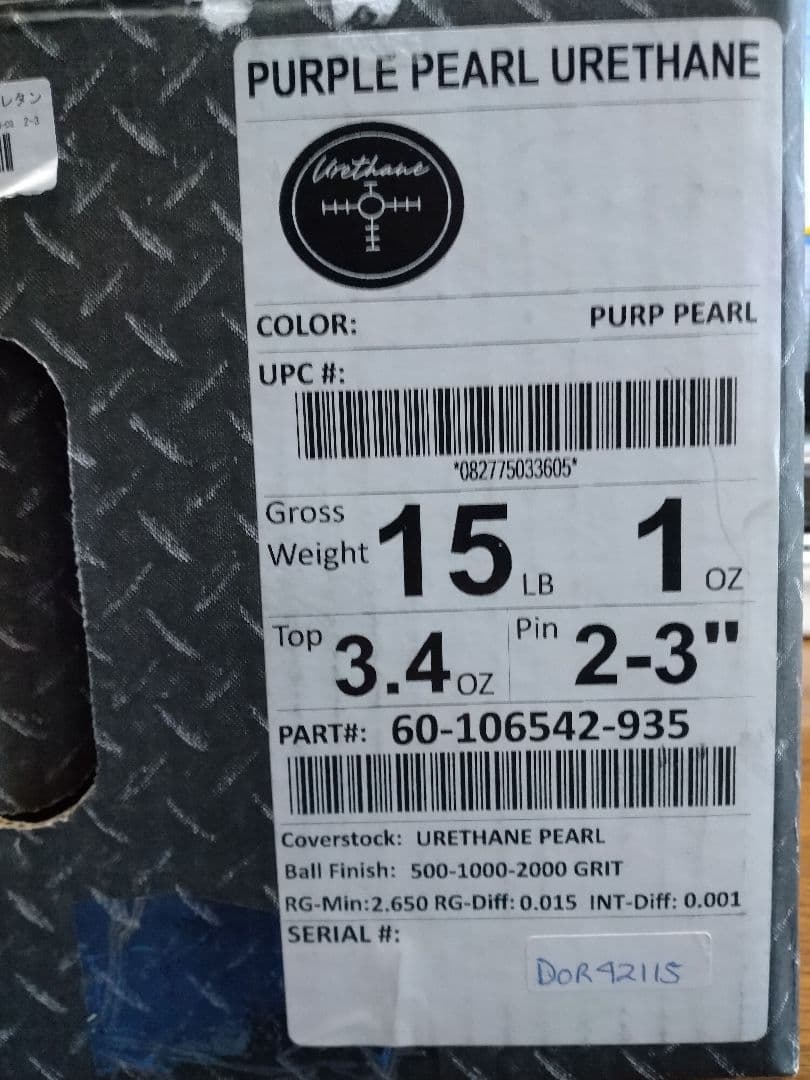 PURPLE PEARL URETHANE
レタン
2-3
Urethane
COLOR: PURP PEARL
UPC #:
*082775033605*
Gross Weight 15 LB 1 OZ
Top 3.4 OZ Pin 2-3"
PART#: 60-106542-935
Coverstock: URETHANE PEARL
Ball Finish: 500-1000-2000 GRIT
RG-Min:2.650 RG-Diff: 0.015 INT-Diff: 0.001
SERIAL #:
DOR42115